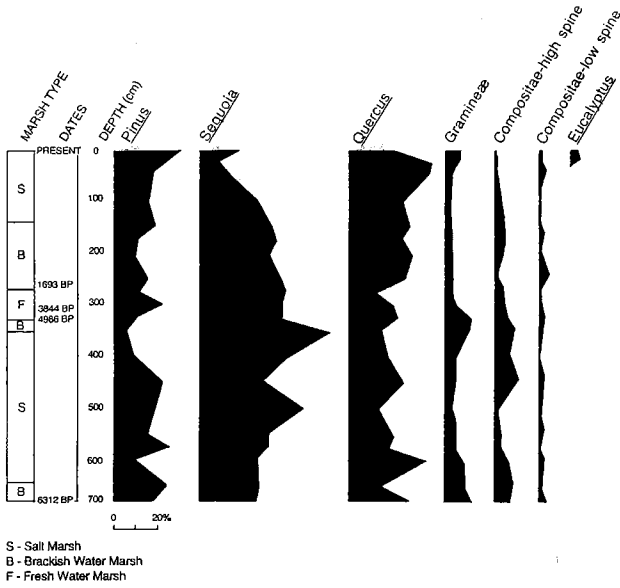 MARSH TYPE
DATES
DEPTH (cm)
Pinus
Sequoia
Quercus
Gramineæ
Compositae-high spine
Compositae-low spine
Eucalyptus
PRESENT
0
S
100
B
200
1693 BP
F
300
3844 BP
4986 BP
B
400
S
500
600
B
6312 BP
700
0 20%
S - Salt Marsh
B - Brackish Water Marsh
F - Fresh Water Marsh